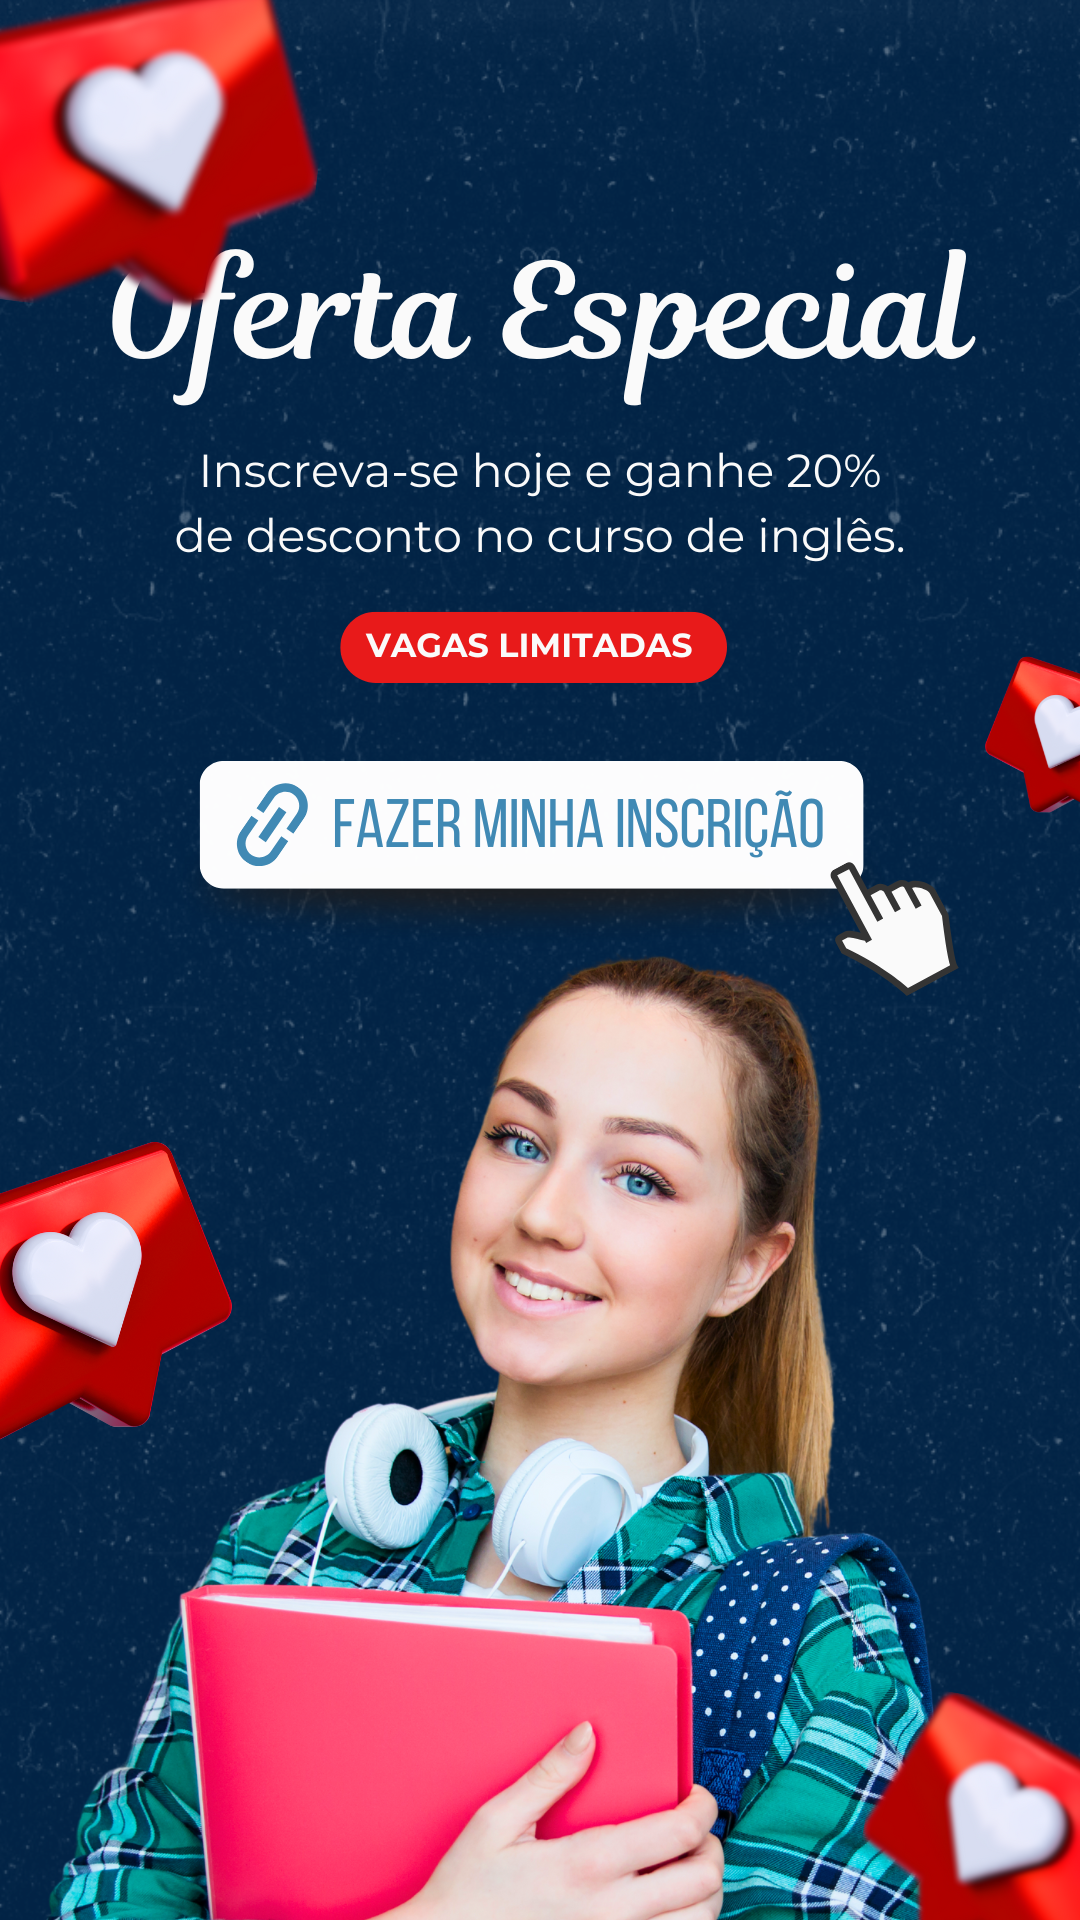 Oferta Especial
Inscreva-se hoje e ganhe 20%
de desconto no curso de inglês.
VAGAS LIMITADAS
FAZER MINHA INSCRIÇÃO